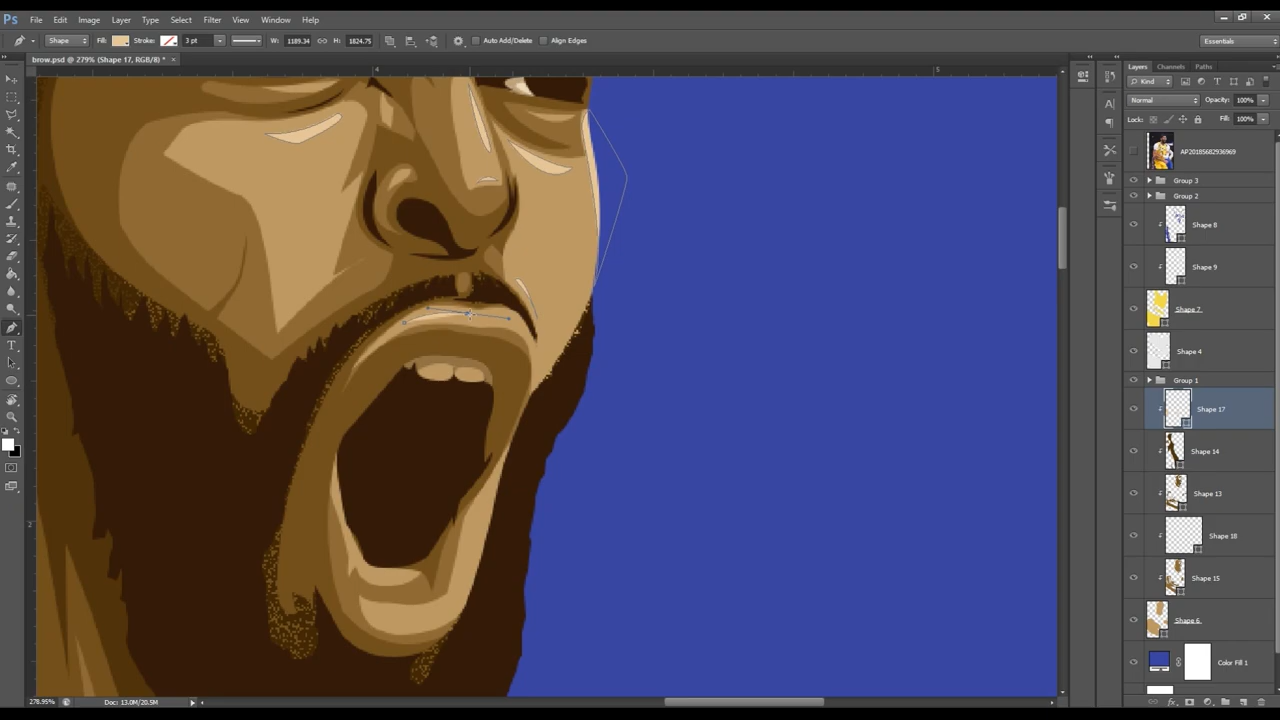 Ps File Edit Image Layer Type Select Filter View Window Help
Shape Fill: Stroke: 3 pt W: 1189.34 H: 1824.75 Auto Add/Delete Align Edges Essentials
brow.psd @ 279% (Shape 17, RGB/8) * ×
4 5
2
Layers Channels Paths
Kind
Normal Opacity: 100%
Lock: Fill: 100%
AP20185682936969
Group 3
Group 2
Shape 8
Shape 9
Shape 7
Shape 4
Group 1
Shape 17
Shape 14
Shape 13
Shape 18
Shape 15
Shape 6
Color Fill 1
278.95% Doc: 13.0M/20.5M